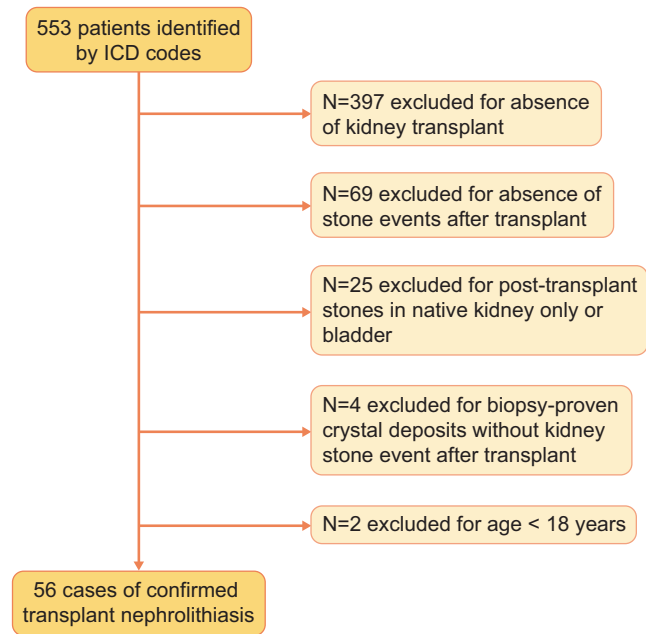 553 patients identified
by ICD codes
N=397 excluded for absence
of kidney transplant
N=69 excluded for absence of
stone events after transplant
N=25 excluded for post-transplant
stones in native kidney only or
bladder
N=4 excluded for biopsy-proven
crystal deposits without kidney
stone event after transplant
N=2 excluded for age < 18 years
56 cases of confirmed
transplant nephrolithiasis